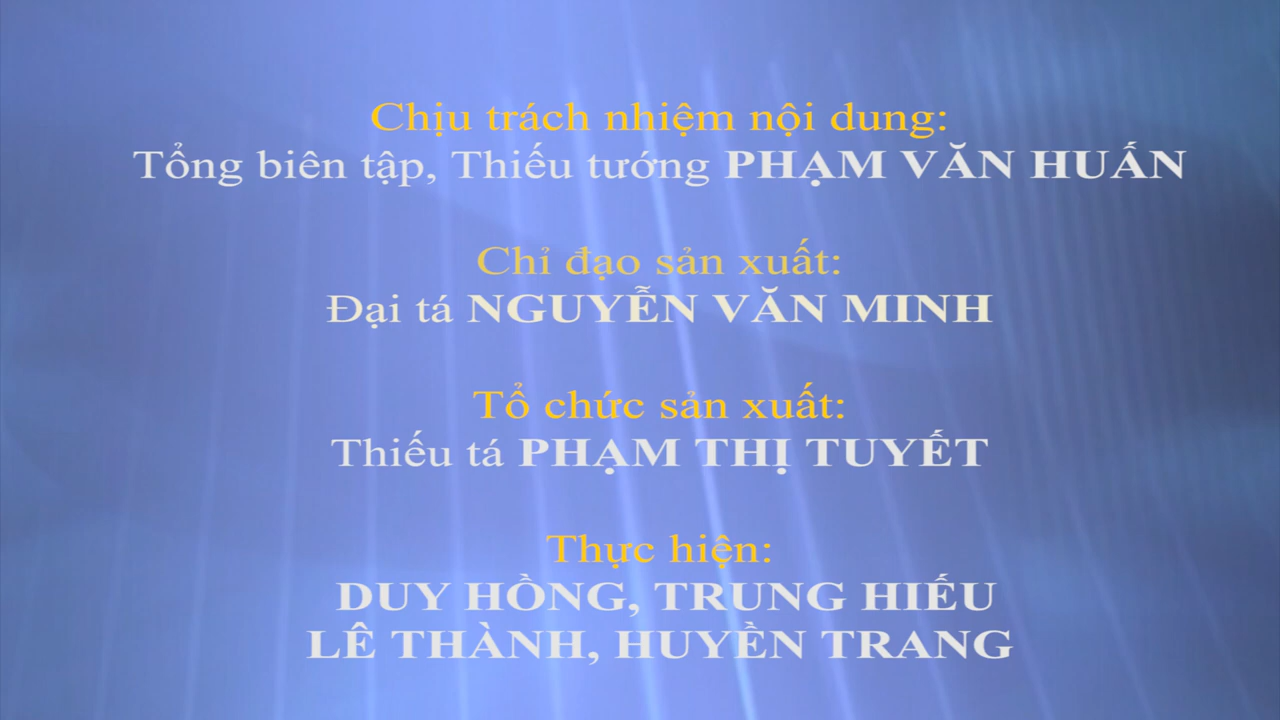 Chịu trách nhiệm nội dung:
Tổng biên tập, Thiếu tướng PHẠM VĂN HUẤN
Chỉ đạo sản xuất:
Đại tá NGUYỄN VĂN MINH
Tổ chức sản xuất:
Thiếu tá PHẠM THỊ TUYẾT
Thực hiện:
DUY HỒNG, TRUNG HIẾU
LÊ THÀNH, HUYỀN TRANG